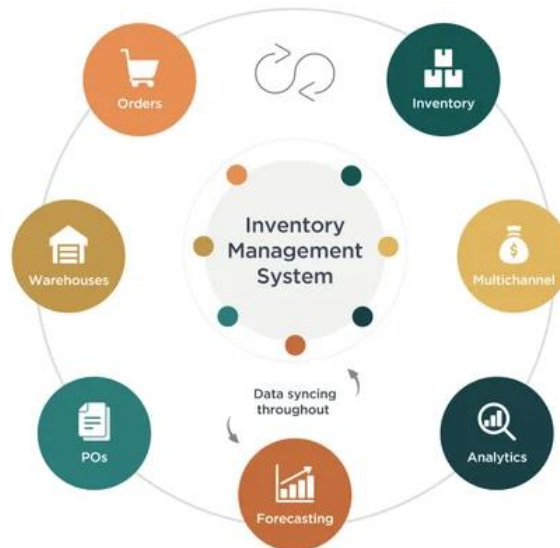 Orders
Inventory
Inventory
Management
System
Warehouses
$
Multichannel
Data syncing
throughout
POs
Analytics
Forecasting